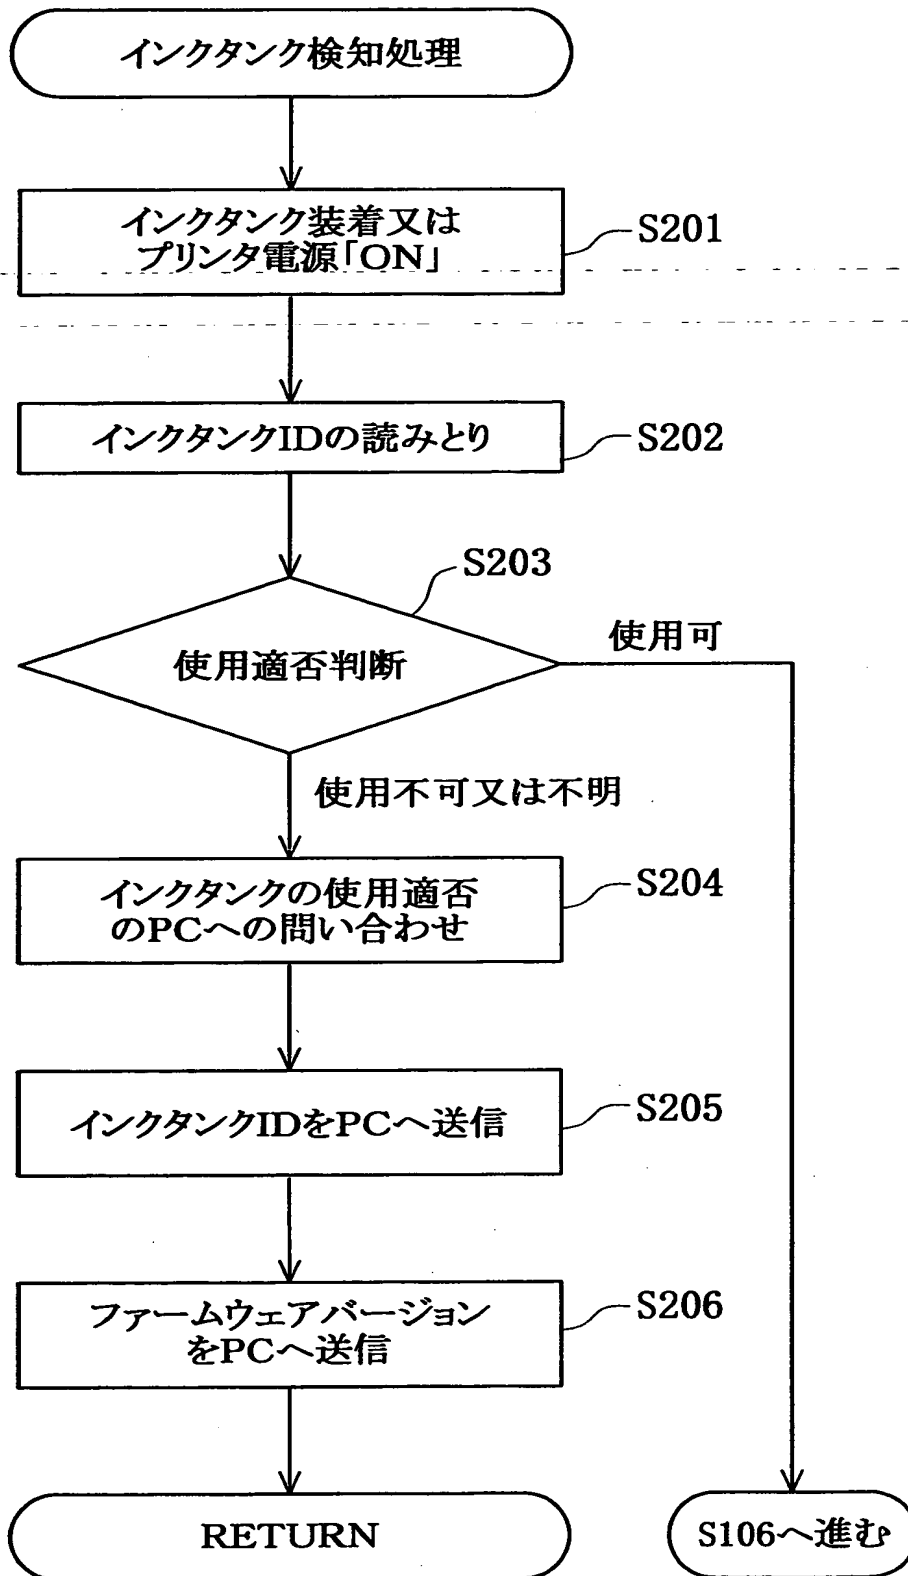 インクタンク検知処理
インクタンク装着又は
プリンタ電源「ON」
S201
インクタンクIDの読みとり
S202
S203
使用適否判断
使用可
使用不可又は不明
インクタンクの使用適否
のPCへの問い合わせ
S204
インクタンクIDをPCへ送信
S205
ファームウェアバージョン
をPCへ送信
S206
RETURN
S106へ進む